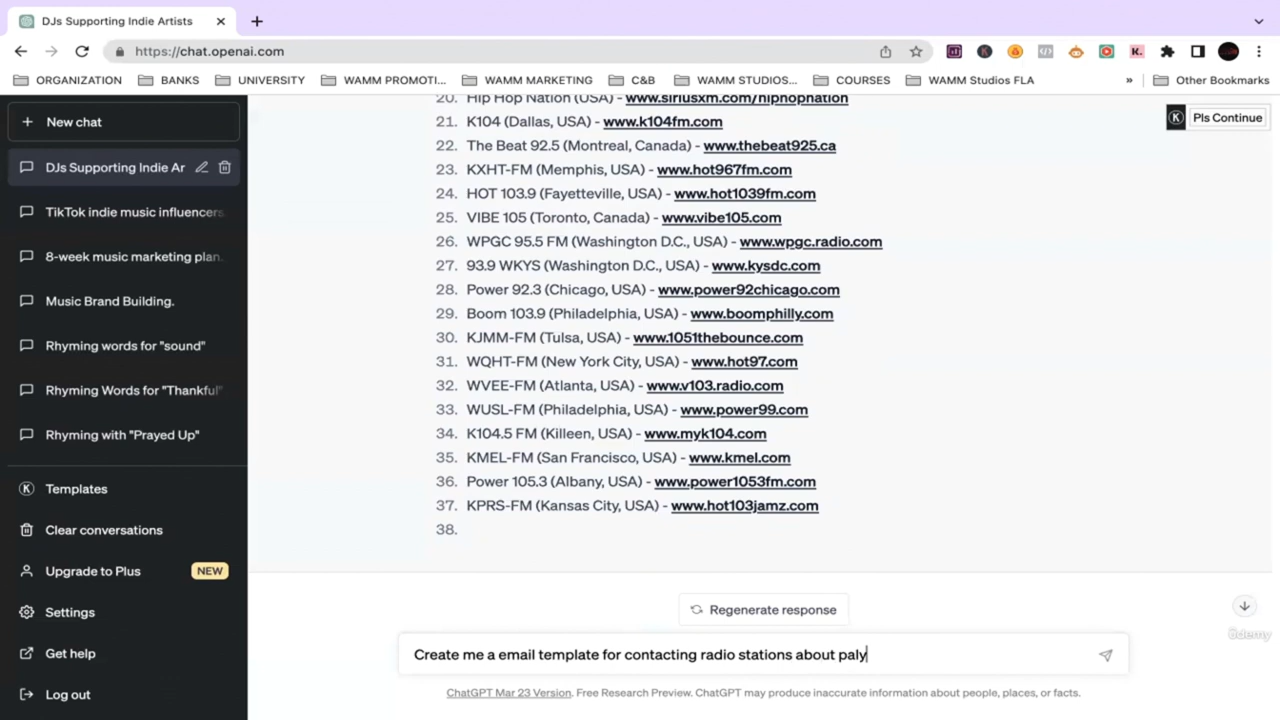 DJs Supporting Indie Artists
https://chat.openai.com
ORGANIZATION BANKS UNIVERSITY WAMM PROMOTI... WAMM MARKETING C&B WAMM STUDIOS... COURSES WAMM Studios FLA » Other Bookmarks
New chat
DJs Supporting Indie Ar
TikTok indie music influencers.
8-week music marketing plan.
Music Brand Building.
Rhyming words for "sound"
Rhyming Words for "Thankful"
Rhyming with "Prayed Up"
Templates
Clear conversations
Upgrade to Plus NEW
Settings
Get help
Log out
Pls Continue
20. Hip Hop Nation (USA) - www.siriusxm.com/hiphopnation
21. K104 (Dallas, USA) - www.k104fm.com
22. The Beat 92.5 (Montreal, Canada) - www.thebeat925.ca
23. KXHT-FM (Memphis, USA) - www.hot967fm.com
24. HOT 103.9 (Fayetteville, USA) - www.hot1039fm.com
25. VIBE 105 (Toronto, Canada) - www.vibe105.com
26. WPGC 95.5 FM (Washington D.C., USA) - www.wpgc.radio.com
27. 93.9 WKYS (Washington D.C., USA) - www.kysdc.com
28. Power 92.3 (Chicago, USA) - www.power92chicago.com
29. Boom 103.9 (Philadelphia, USA) - www.boomphilly.com
30. KJMM-FM (Tulsa, USA) - www.1051thebounce.com
31. WQHT-FM (New York City, USA) - www.hot97.com
32. WVEE-FM (Atlanta, USA) - www.v103.radio.com
33. WUSL-FM (Philadelphia, USA) - www.power99.com
34. K104.5 FM (Killeen, USA) - www.myk104.com
35. KMEL-FM (San Francisco, USA) - www.kmel.com
36. Power 105.3 (Albany, USA) - www.power1053fm.com
37. KPRS-FM (Kansas City, USA) - www.hot103jamz.com
38.
Regenerate response
Create me a email template for contacting radio stations about paly
ChatGPT Mar 23 Version. Free Research Preview. ChatGPT may produce inaccurate information about people, places, or facts.
ûdemy